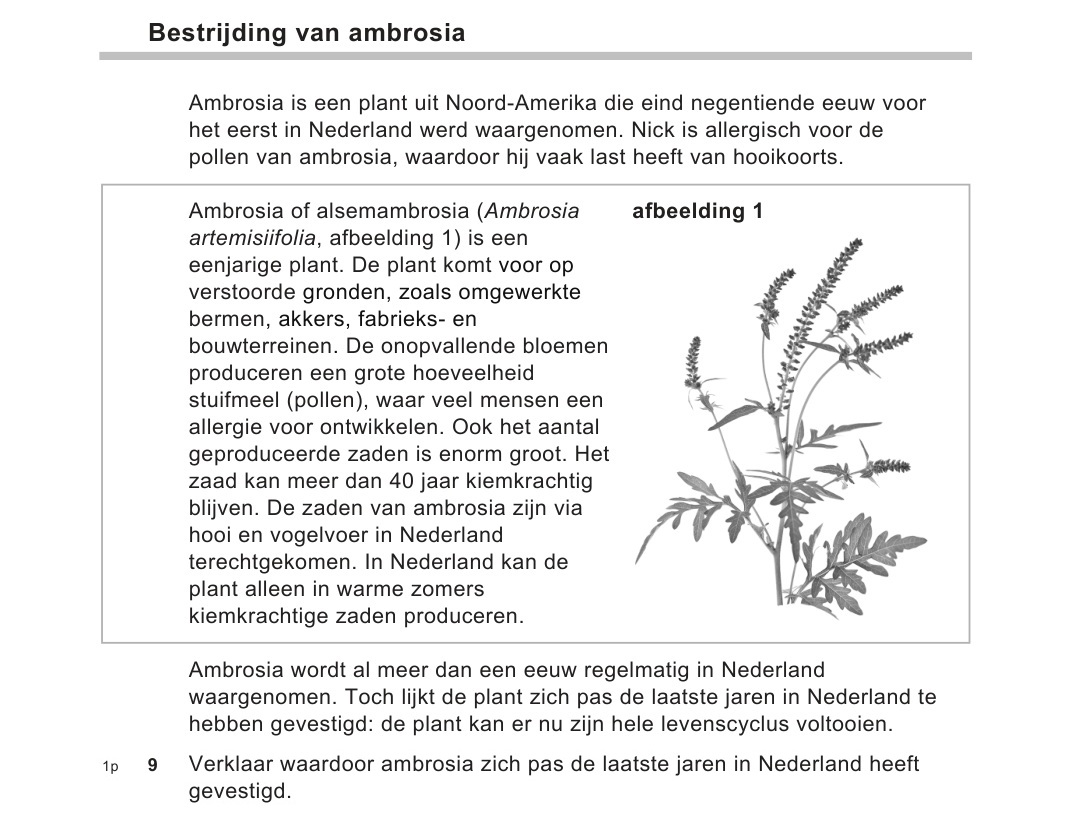 Bestrijding van ambrosia
Ambrosia is een plant uit Noord-Amerika die eind negentiende eeuw voor
het eerst in Nederland werd waargenomen. Nick is allergisch voor de
pollen van ambrosia, waardoor hij vaak last heeft van hooikoorts.
Ambrosia of alsemambrosia (Ambrosia
artemisiifolia, afbeelding 1) is een
eenjarige plant. De plant komt voor op
verstoorde gronden, zoals omgewerkte
bermen, akkers, fabrieks- en
bouwterreinen. De onopvallende bloemen
produceren een grote hoeveelheid
stuifmeel (pollen), waar veel mensen een
allergie voor ontwikkelen. Ook het aantal
geproduceerde zaden is enorm groot. Het
zaad kan meer dan 40 jaar kiemkrachtig
blijven. De zaden van ambrosia zijn via
hooi en vogelvoer in Nederland
terechtgekomen. In Nederland kan de
plant alleen in warme zomers
kiemkrachtige zaden produceren.
afbeelding 1
Ambrosia wordt al meer dan een eeuw regelmatig in Nederland
waargenomen. Toch lijkt de plant zich pas de laatste jaren in Nederland te
hebben gevestigd: de plant kan er nu zijn hele levenscyclus voltooien.
1p 9 Verklaar waardoor ambrosia zich pas de laatste jaren in Nederland heeft
gevestigd.